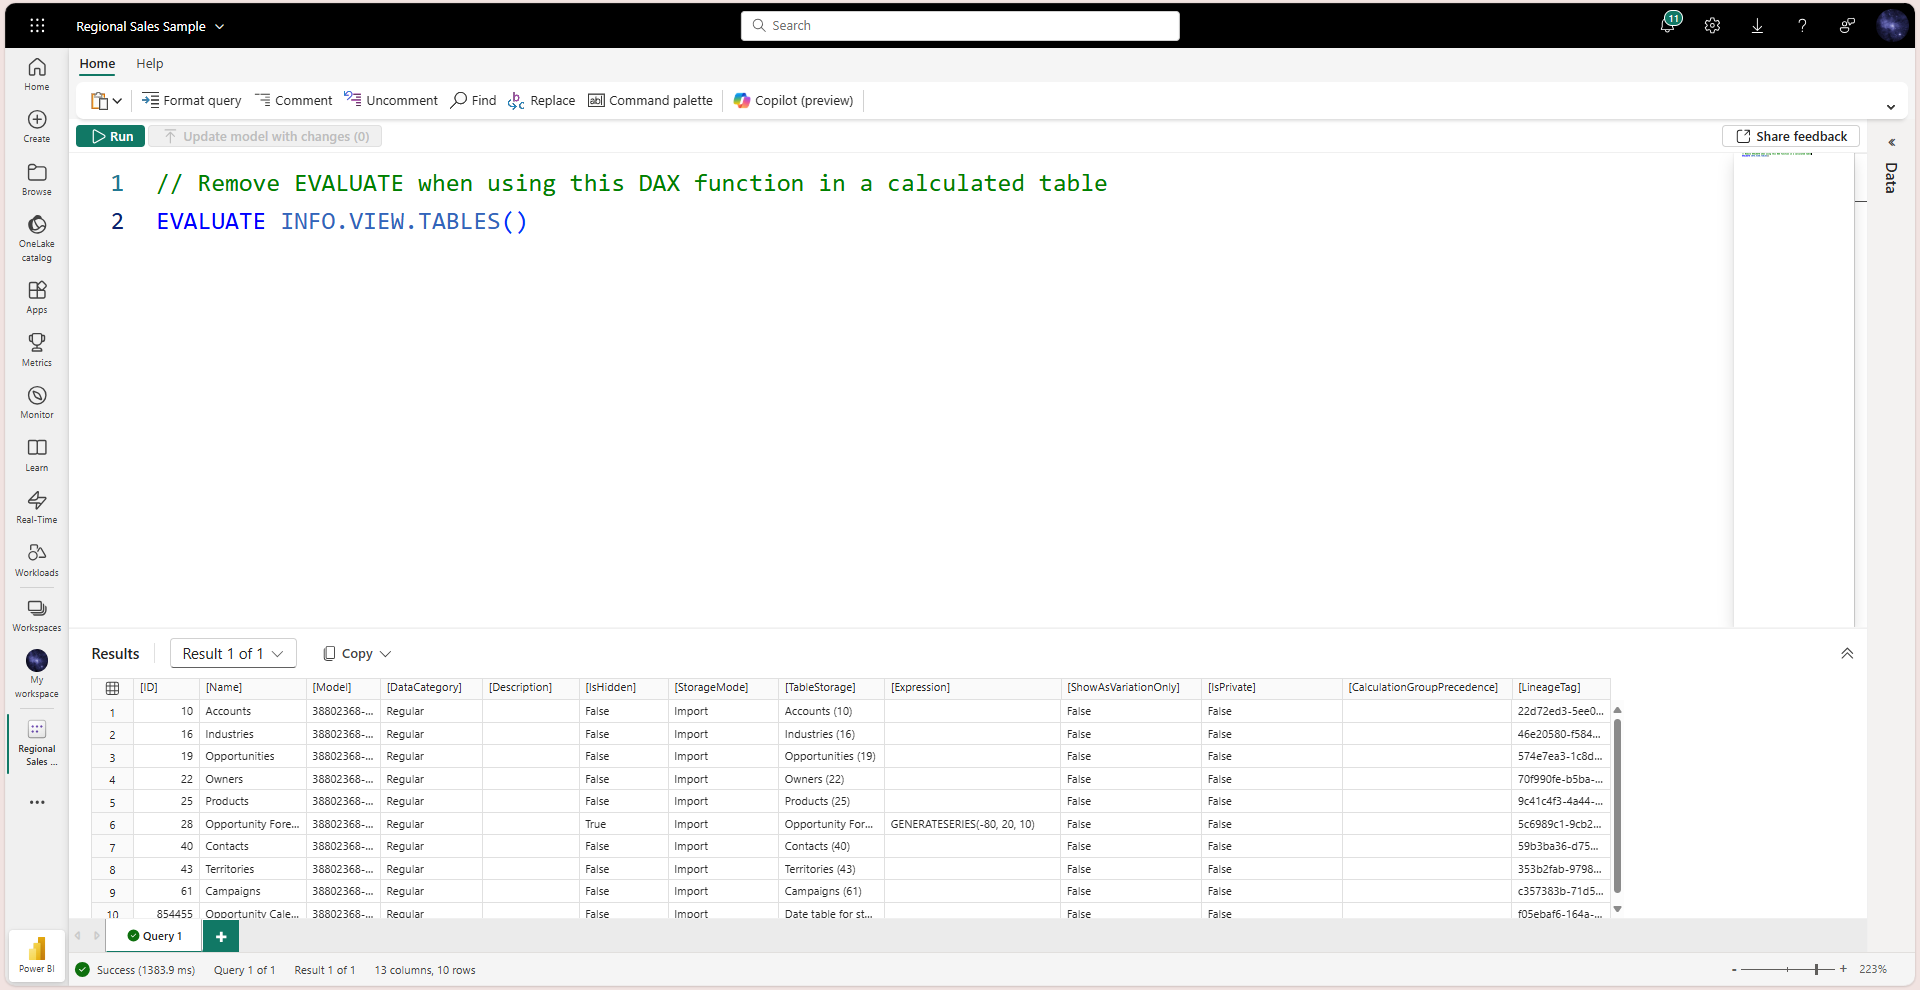 Regional Sales Sample
Search
11
Home Help
Format query Comment Uncomment Find Replace Command palette Copilot (preview)
Run Update model with changes (0) Share feedback
Home
Create
Browse
OneLake
catalog
Apps
Metrics
Monitor
Learn
Real-Time
Workloads
Workspaces
My
workspace
Regional
Sales ...
Power BI
1 // Remove EVALUATE when using this DAX function in a calculated table
2 EVALUATE INFO.VIEW.TABLES()
Data
Results Result 1 of 1 Copy
[ID] [Name] [Model] [DataCategory] [Description] [IsHidden] [StorageMode] [TableStorage] [Expression] [ShowAsVariationOnly] [IsPrivate] [CalculationGroupPrecedence] [LineageTag]
1 10 Accounts 38802368-... Regular False Import Accounts (10) False False 22d72ed3-5ee0...
2 16 Industries 38802368-... Regular False Import Industries (16) False False 46e20580-f584...
3 19 Opportunities 38802368-... Regular False Import Opportunities (19) False False 574e7ea3-1c8d...
4 22 Owners 38802368-... Regular False Import Owners (22) False False 70f990fe-b5ba-...
5 25 Products 38802368-... Regular False Import Products (25) False False 9c41c4f3-4a44-...
6 28 Opportunity Fore... 38802368-... Regular True Import Opportunity For... GENERATESERIES(-80, 20, 10) False False 5c6989c1-9cb2...
7 40 Contacts 38802368-... Regular False Import Contacts (40) False False 59b3ba36-d75...
8 43 Territories 38802368-... Regular False Import Territories (43) False False 353b2fab-9798...
9 61 Campaigns 38802368-... Regular False Import Campaigns (61) False False c357383b-71d5...
10 854455 Opportunity Cale... 38802368-... Regular False Import Date table for st... False False f05ebaf6-164a-...
Query 1 +
Success (1383.9 ms) Query 1 of 1 Result 1 of 1 13 columns, 10 rows - + 223%